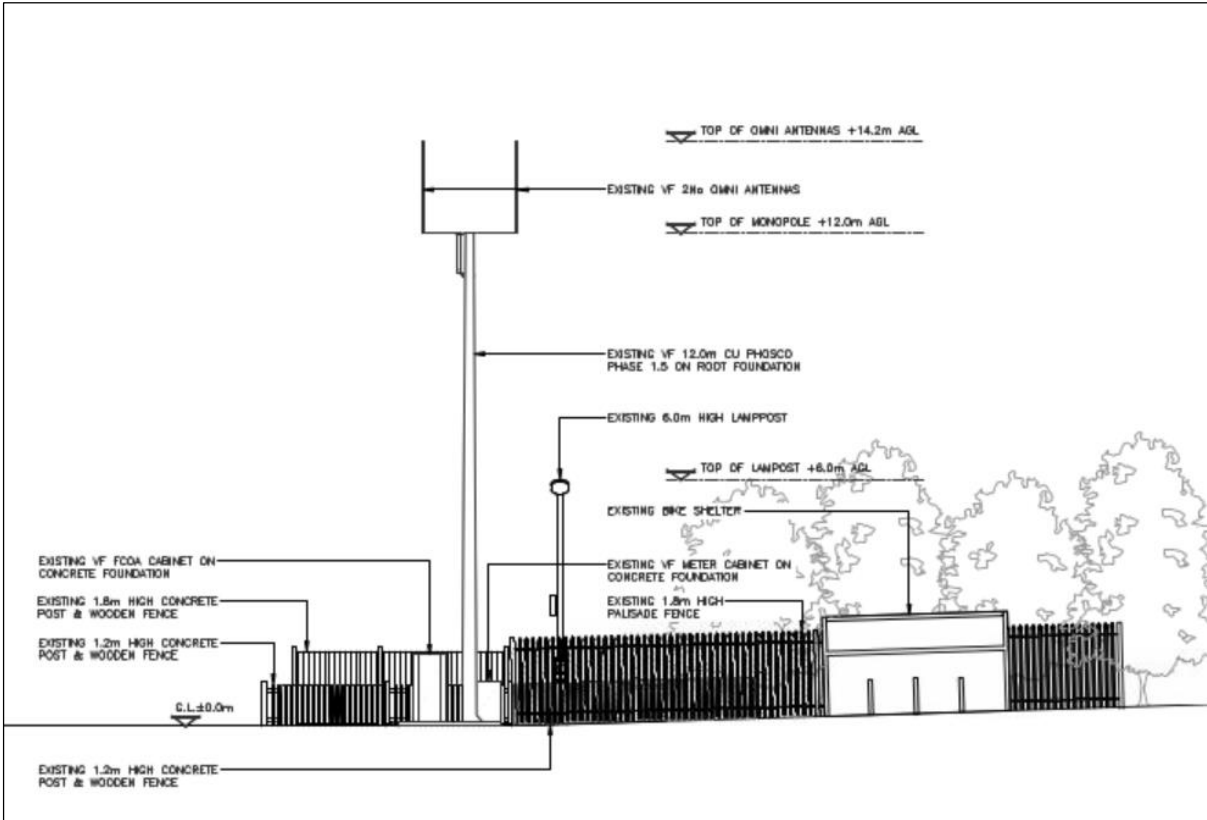 TOP OF OMNI ANTENNAS +14.2m AGL
EXISTING VF 2No OMNI ANTENNAS
TOP OF MONOPOLE +12.0m AGL
EXISTING VF 12.0m CU PHOSCO
PHASE 1.5 ON ROOT FOUNDATION
EXISTING 6.0m HIGH LAMPPOST
TOP OF LAMPOST +6.0m AGL
EXISTING BIKE SHELTER
EXISTING VF FCOA CABINET ON
CONCRETE FOUNDATION
EXISTING VF METER CABINET ON
CONCRETE FOUNDATION
EXISTING 1.8m HIGH CONCRETE
POST & WOODEN FENCE
EXISTING 1.8m HIGH
PALISADE FENCE
EXISTING 1.2m HIGH CONCRETE
POST & WOODEN FENCE
G.L.±0.0m
EXISTING 1.2m HIGH CONCRETE
POST & WOODEN FENCE